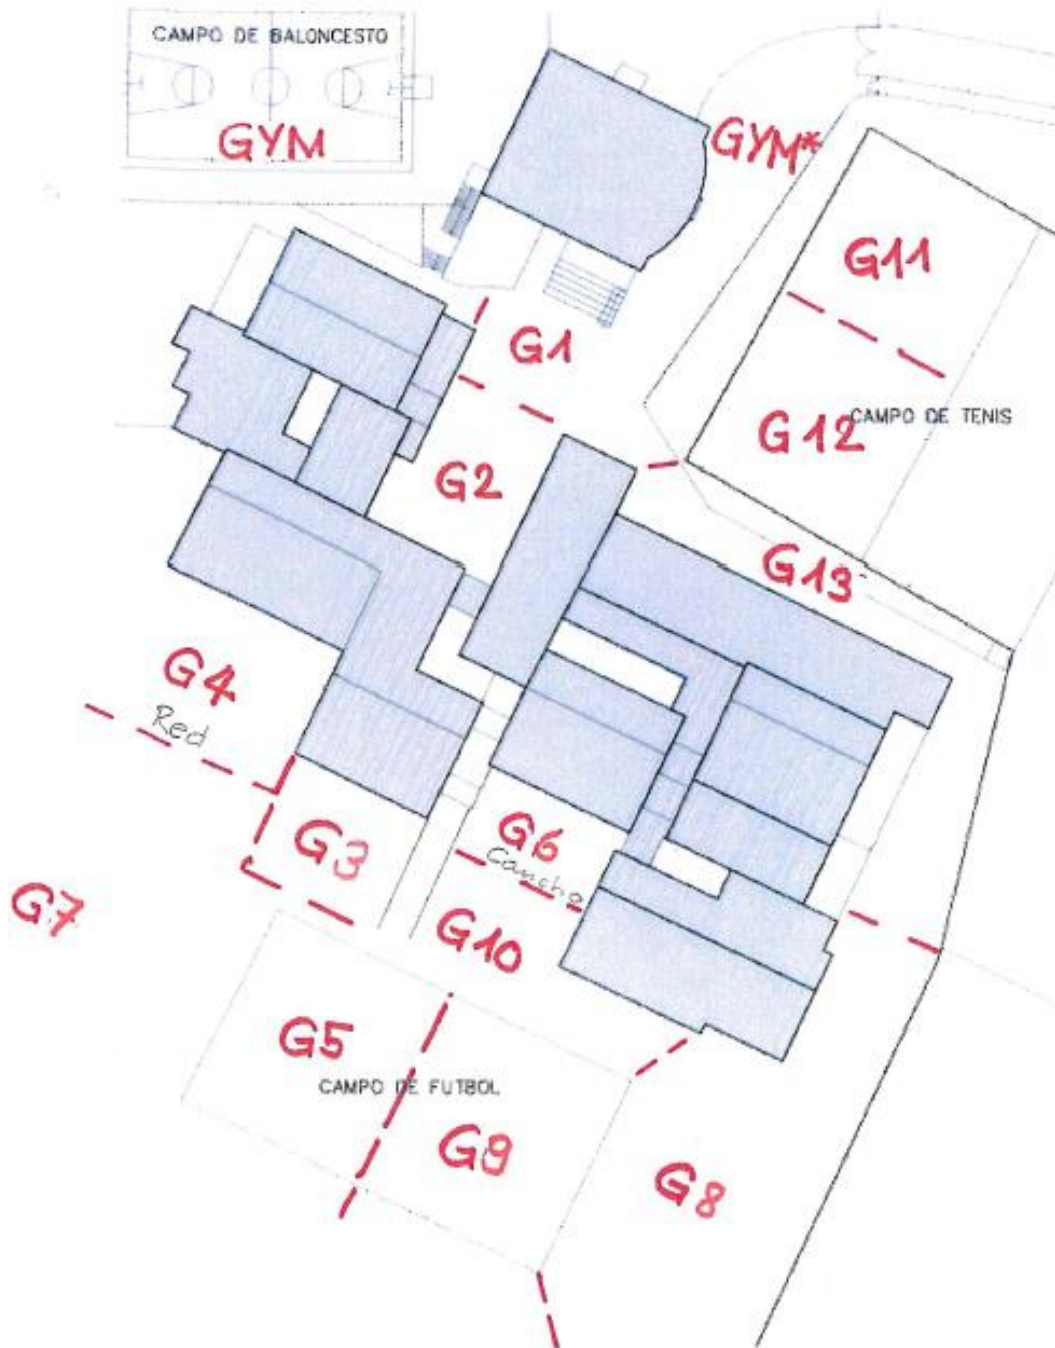 CAMPO DE BALONCESTO
GYM
GYM*
G11
G1
G12
CAMPO DE TENIS
G2
G13
G4
Red
G6
Cancha
G3
G7
G10
G5
CAMPO DE FUTBOL
G9
G8